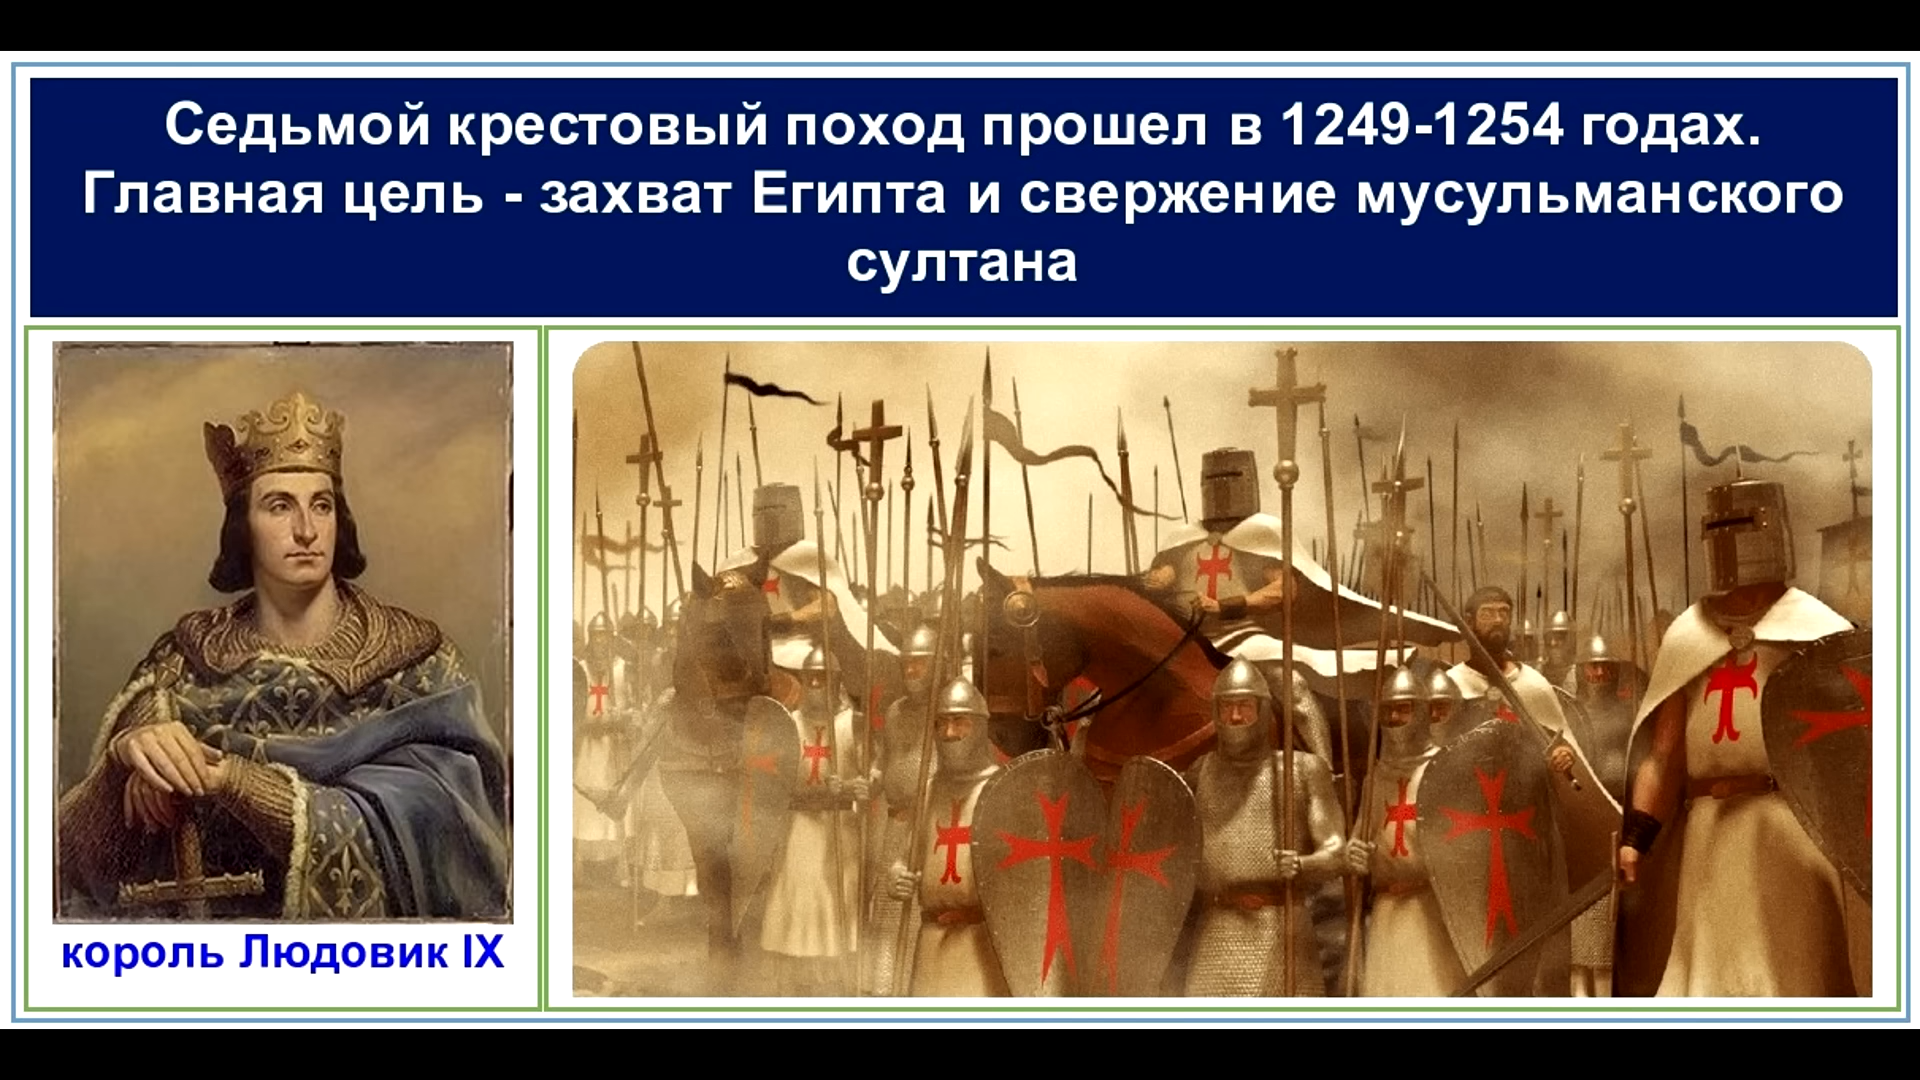 Седьмой крестовый поход прошел в 1249-1254 годах.
Главная цель - захват Египта и свержение мусульманского
султана
король Людовик IX